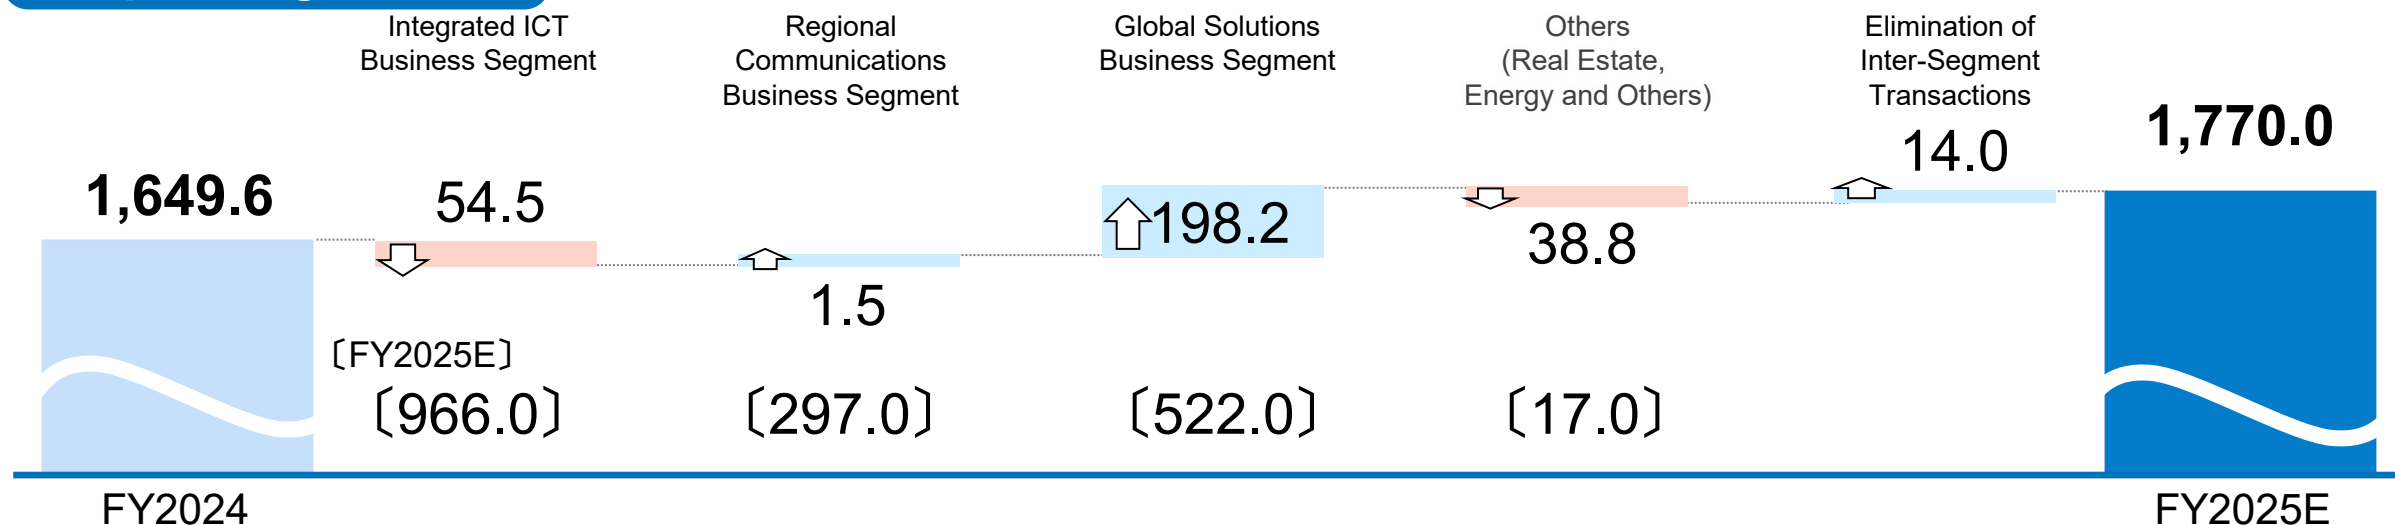 Integrated ICT
Business Segment
Regional
Communications
Business Segment
Global Solutions
Business Segment
Others
(Real Estate,
Energy and Others)
Elimination of
Inter-Segment
Transactions
1,649.6
54.5
1.5
198.2
38.8
14.0
1,770.0
〔FY2025E〕
〔966.0〕
〔297.0〕
〔522.0〕
〔17.0〕
FY2024
FY2025E